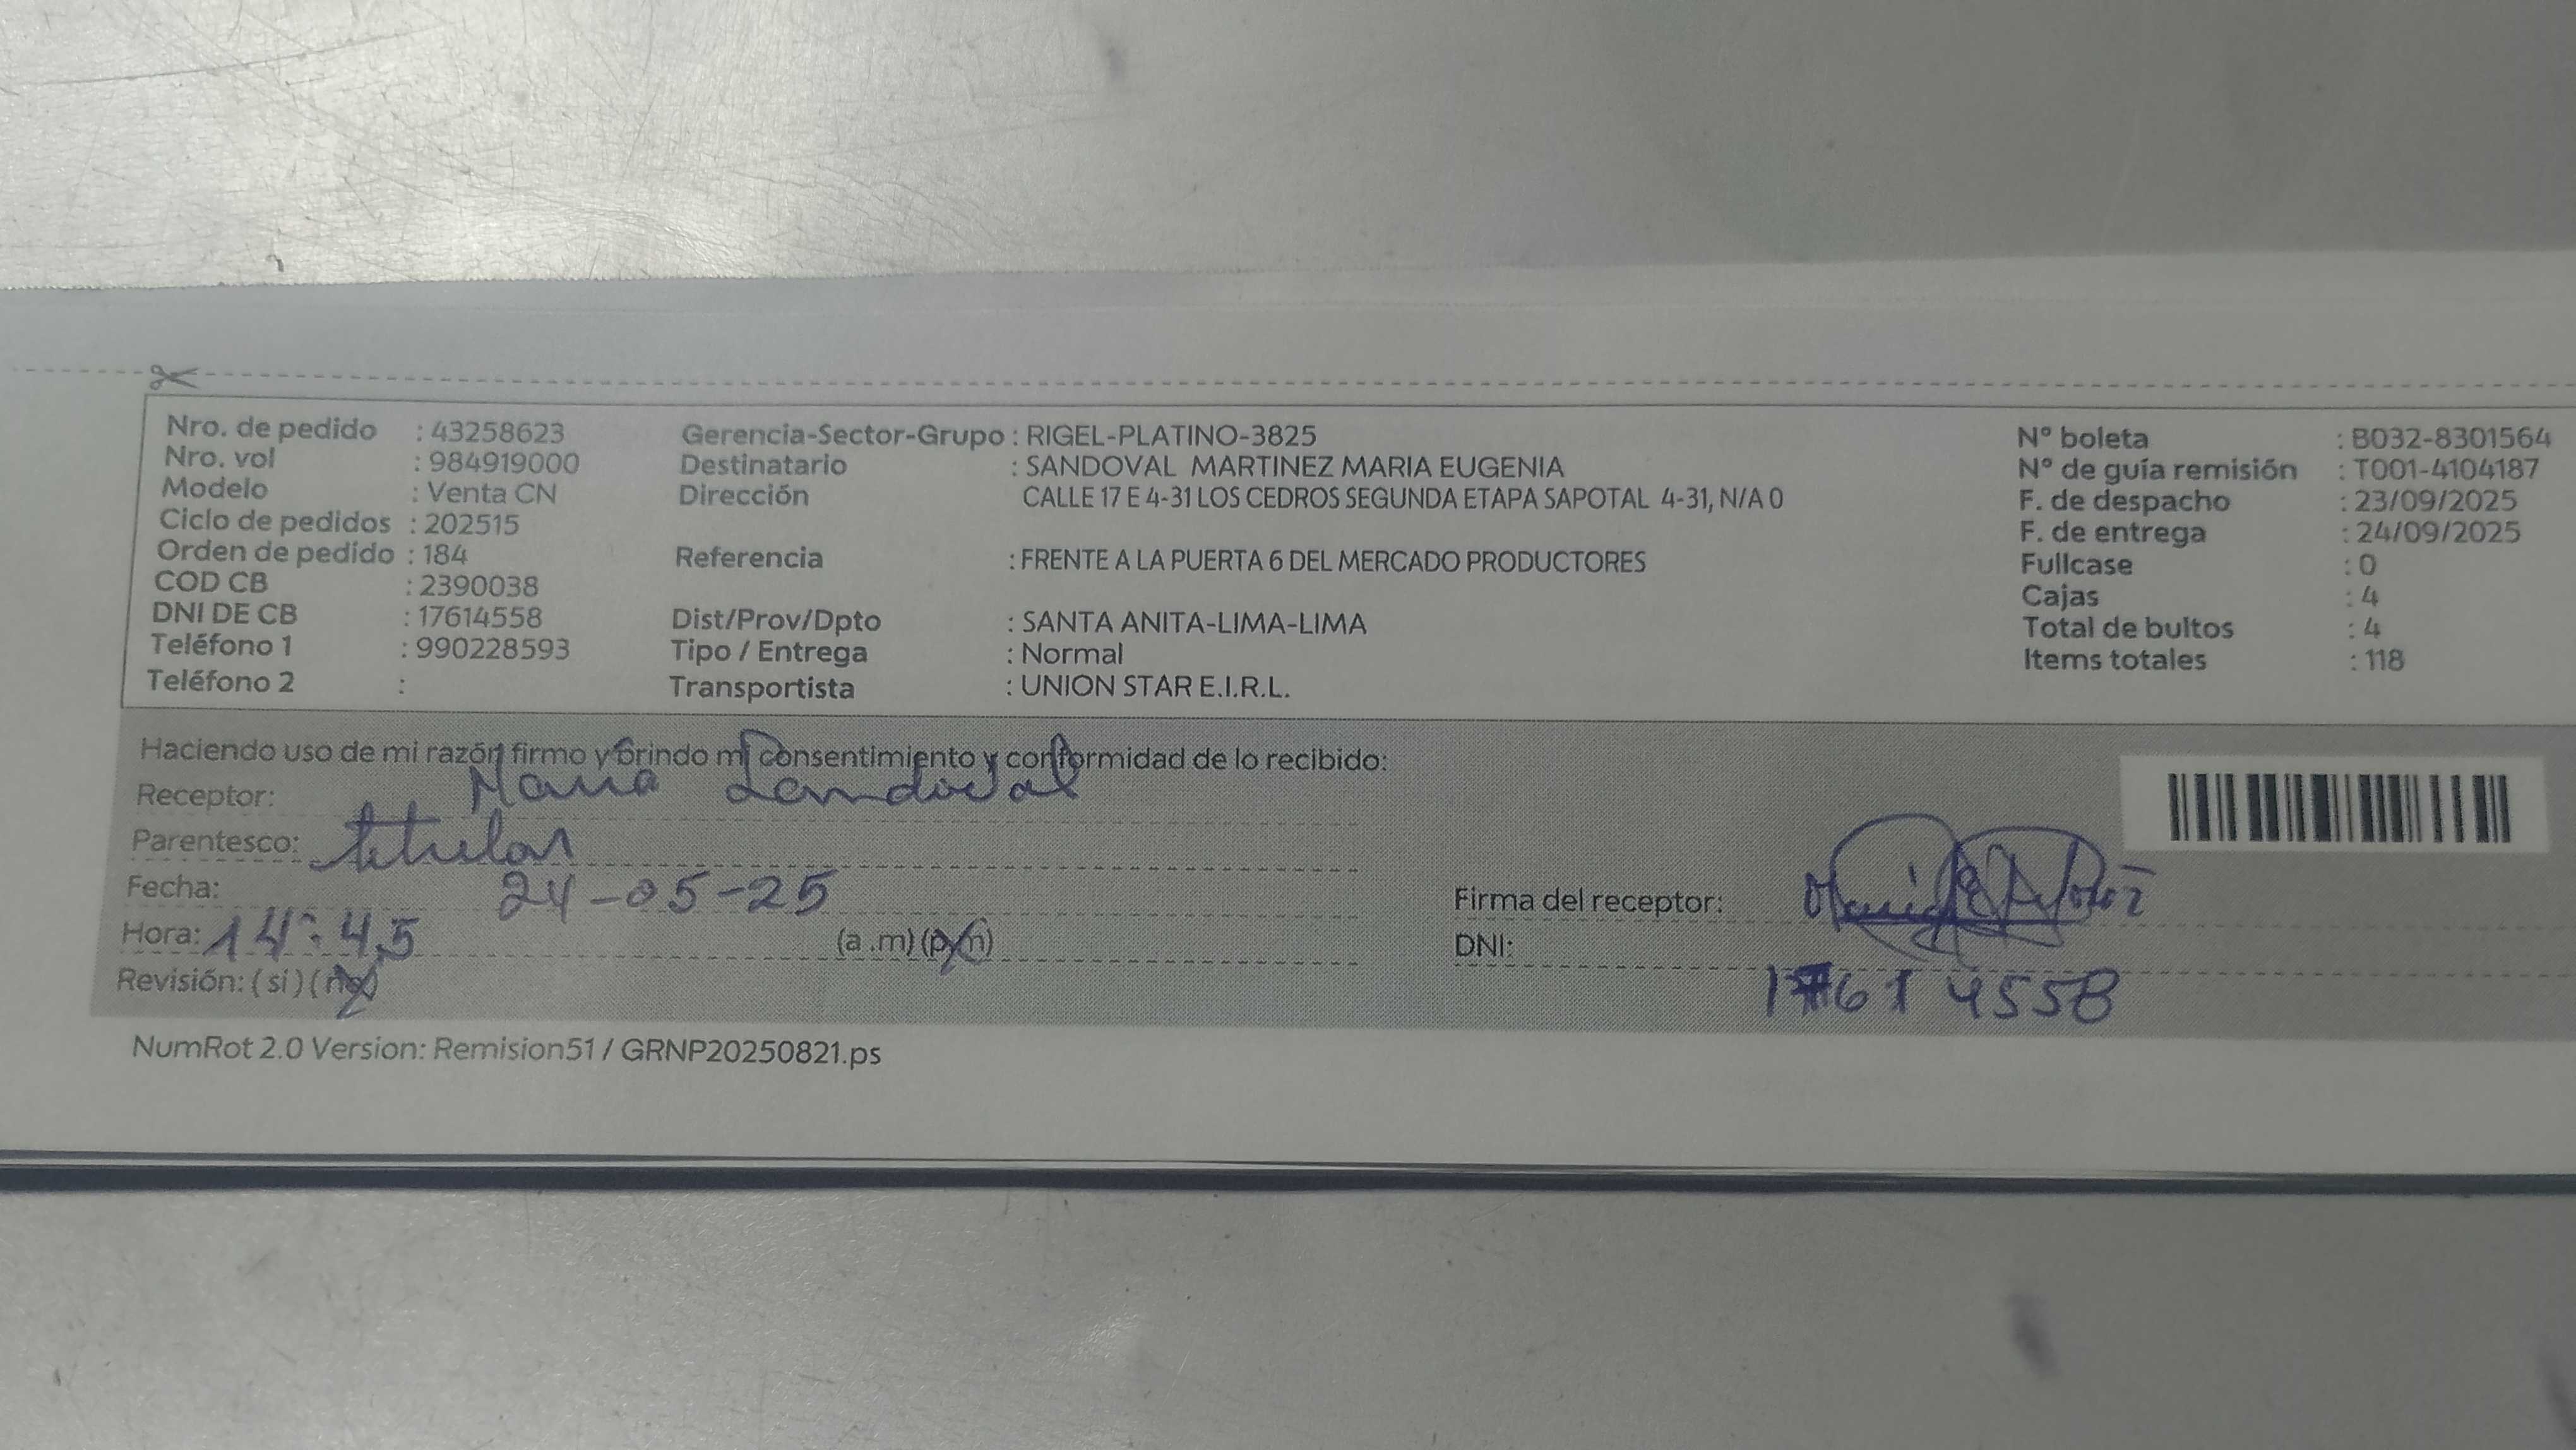 Nro. de pedido : 43258623
Nro. vol : 984919000
Modelo : Venta CN
Ciclo de pedidos : 202515
Orden de pedido : 184
COD CB : 2390038
DNI DE CB : 17614558
Teléfono 1 : 990228593
Teléfono 2 :
Gerencia-Sector-Grupo : RIGEL-PLATINO-3825
Destinatario : SANDOVAL MARTINEZ MARIA EUGENIA
Dirección CALLE 17 E 4-31 LOS CEDROS SEGUNDA ETAPA SAPOTAL 4-31, N/A 0
Referencia : FRENTE A LA PUERTA 6 DEL MERCADO PRODUCTORES
Dist/Prov/Dpto : SANTA ANITA-LIMA-LIMA
Tipo / Entrega : Normal
Transportista : UNION STAR E.I.R.L.
N° boleta : B032-8301564
N° de guía remisión : T001-4104187
F. de despacho : 23/09/2025
F. de entrega : 24/09/2025
Fullcase : 0
Cajas : 4
Total de bultos : 4
Items totales : 118
Haciendo uso de mi razón firmo y brindo mi consentimiento y conformidad de lo recibido:
Receptor: Maria Sandoval
Parentesco: titular
Fecha: 24-05-25
Hora: 14:45 (a .m) (p.m)
Revisión: (si) (no)
Firma del receptor:
DNI: 17614558
NumRot 2.0 Version: Remision51 / GRNP20250821.ps